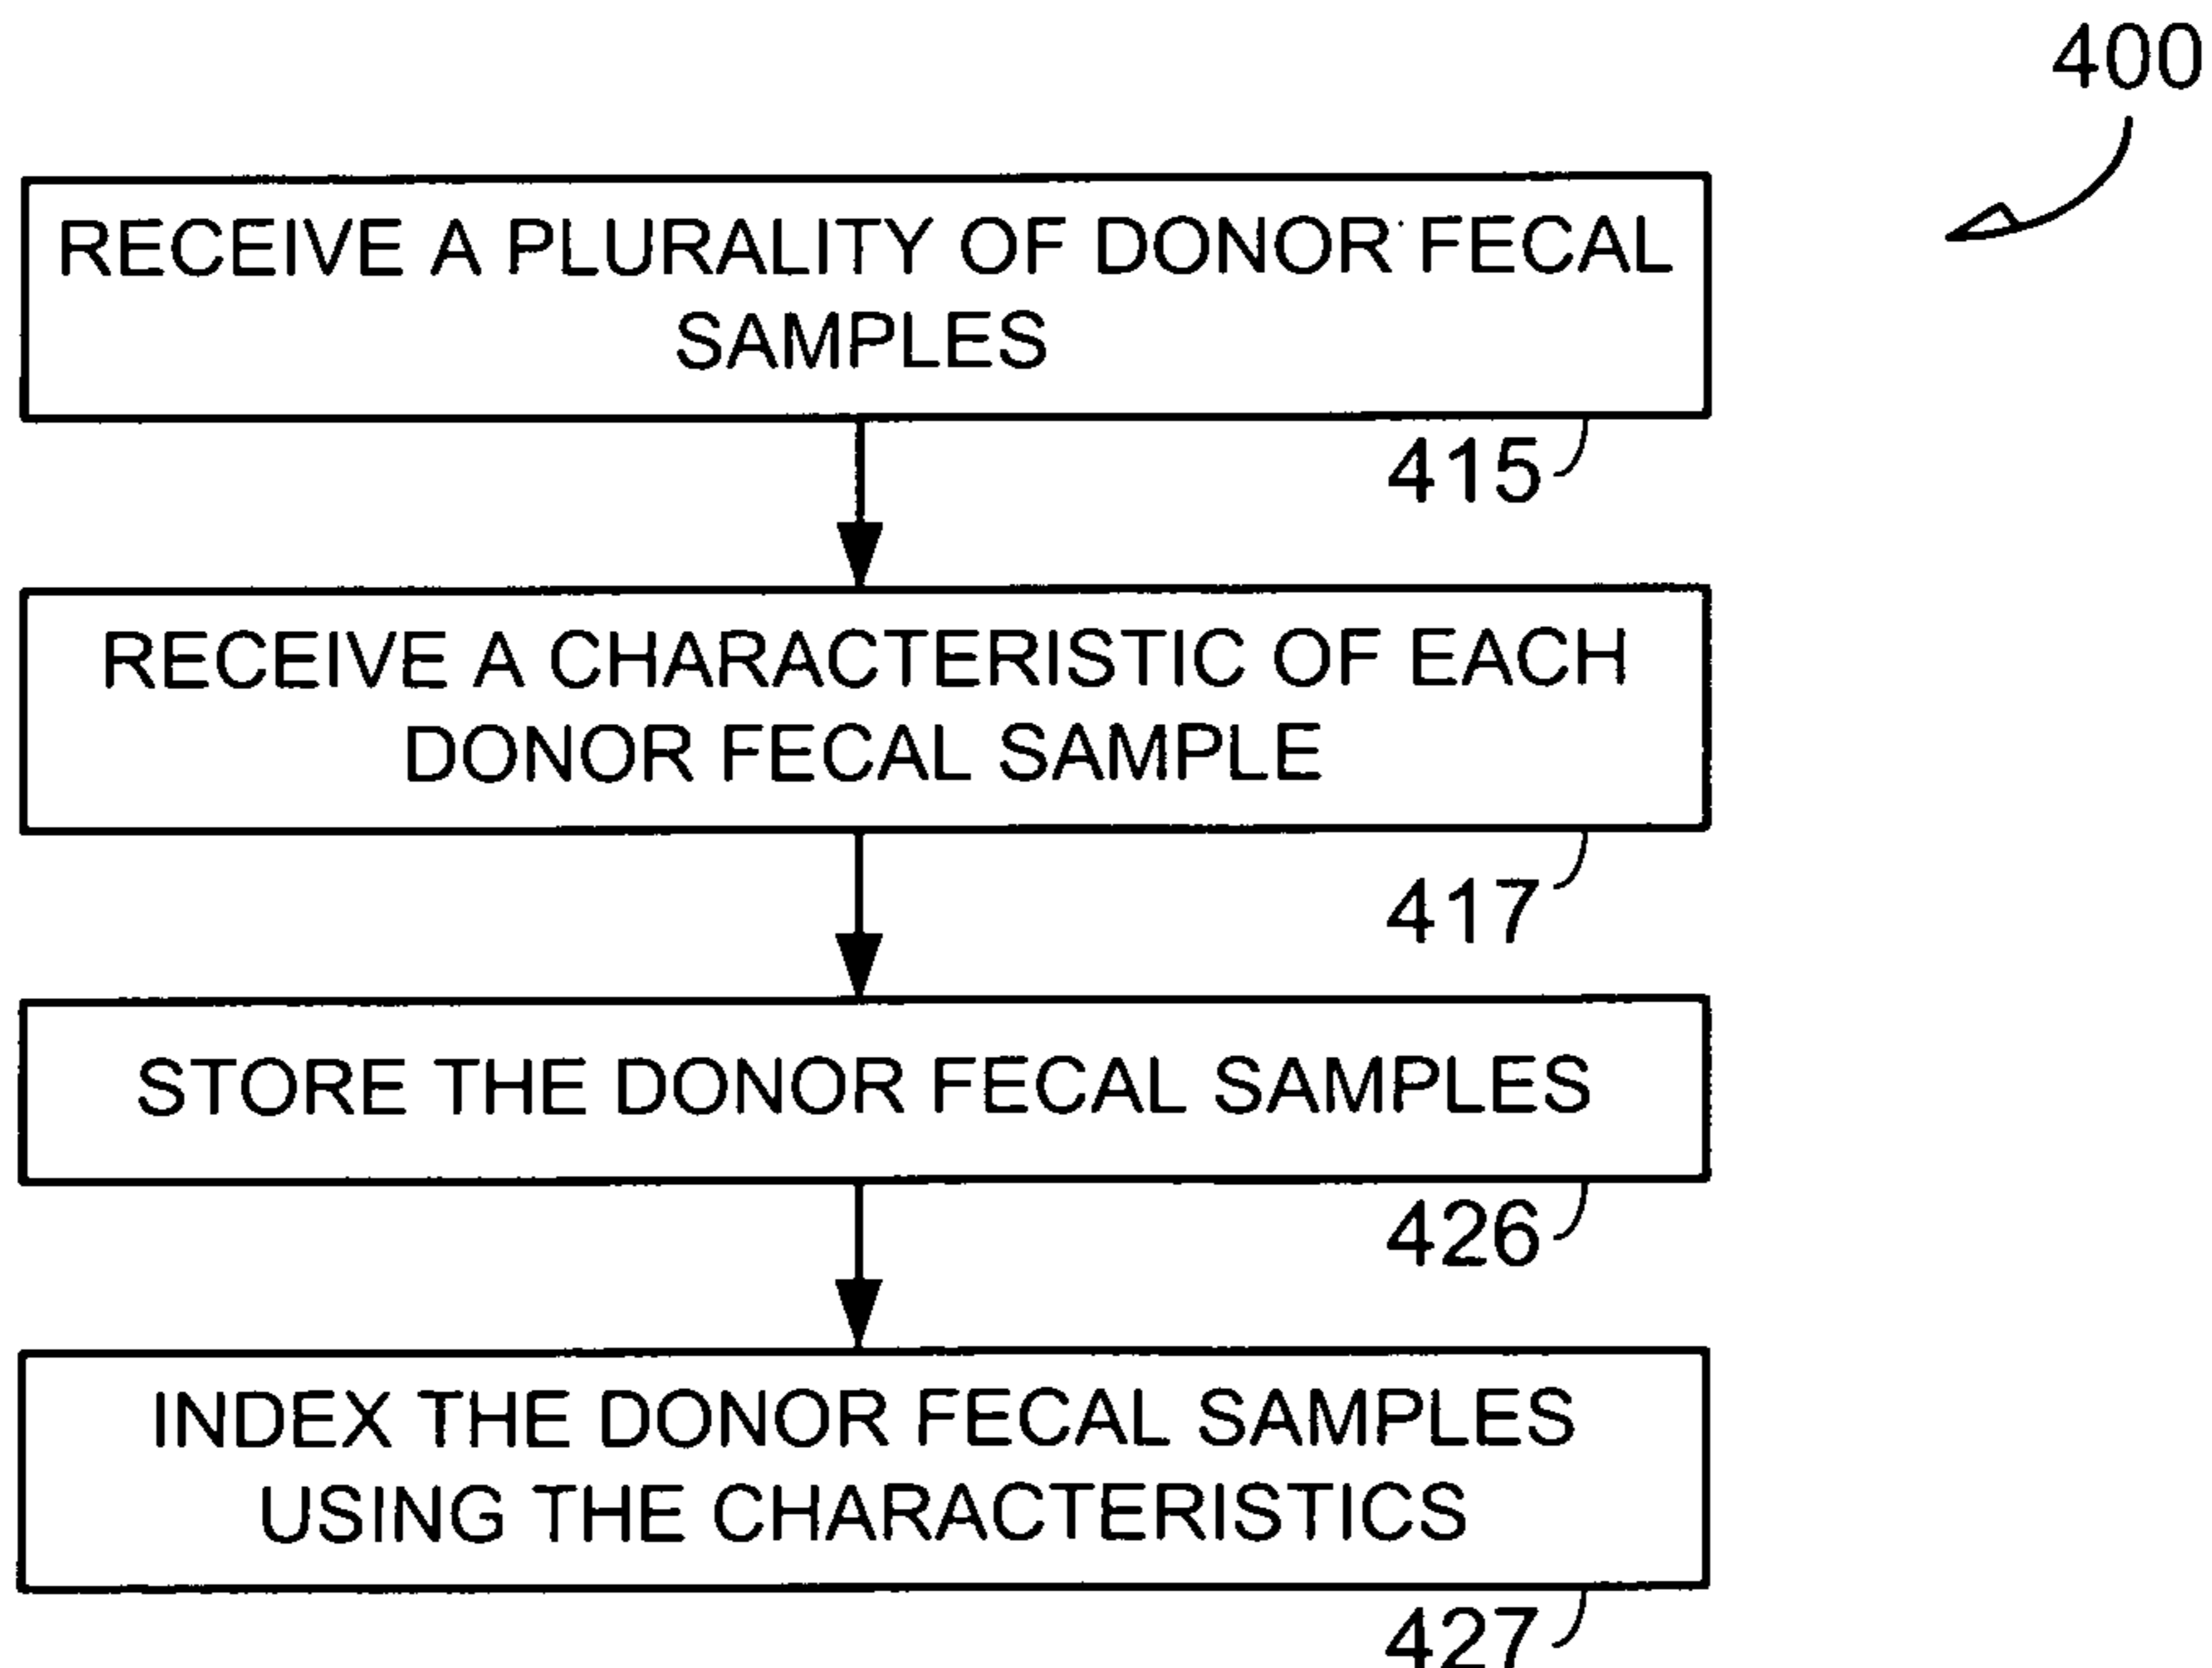 400
RECEIVE A PLURALITY OF DONOR FECAL
SAMPLES
415
RECEIVE A CHARACTERISTIC OF EACH
DONOR FECAL SAMPLE
417
STORE THE DONOR FECAL SAMPLES
426
INDEX THE DONOR FECAL SAMPLES
USING THE CHARACTERISTICS
427